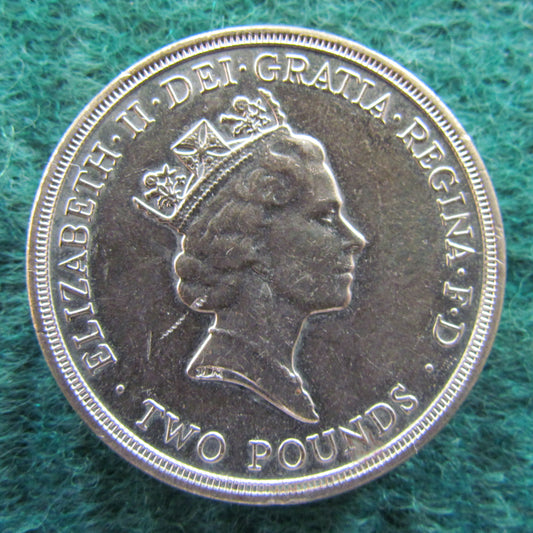 ELIZABETH · II · DEI · GRATIA · REGINA · F · D ·
TWO POUNDS ·